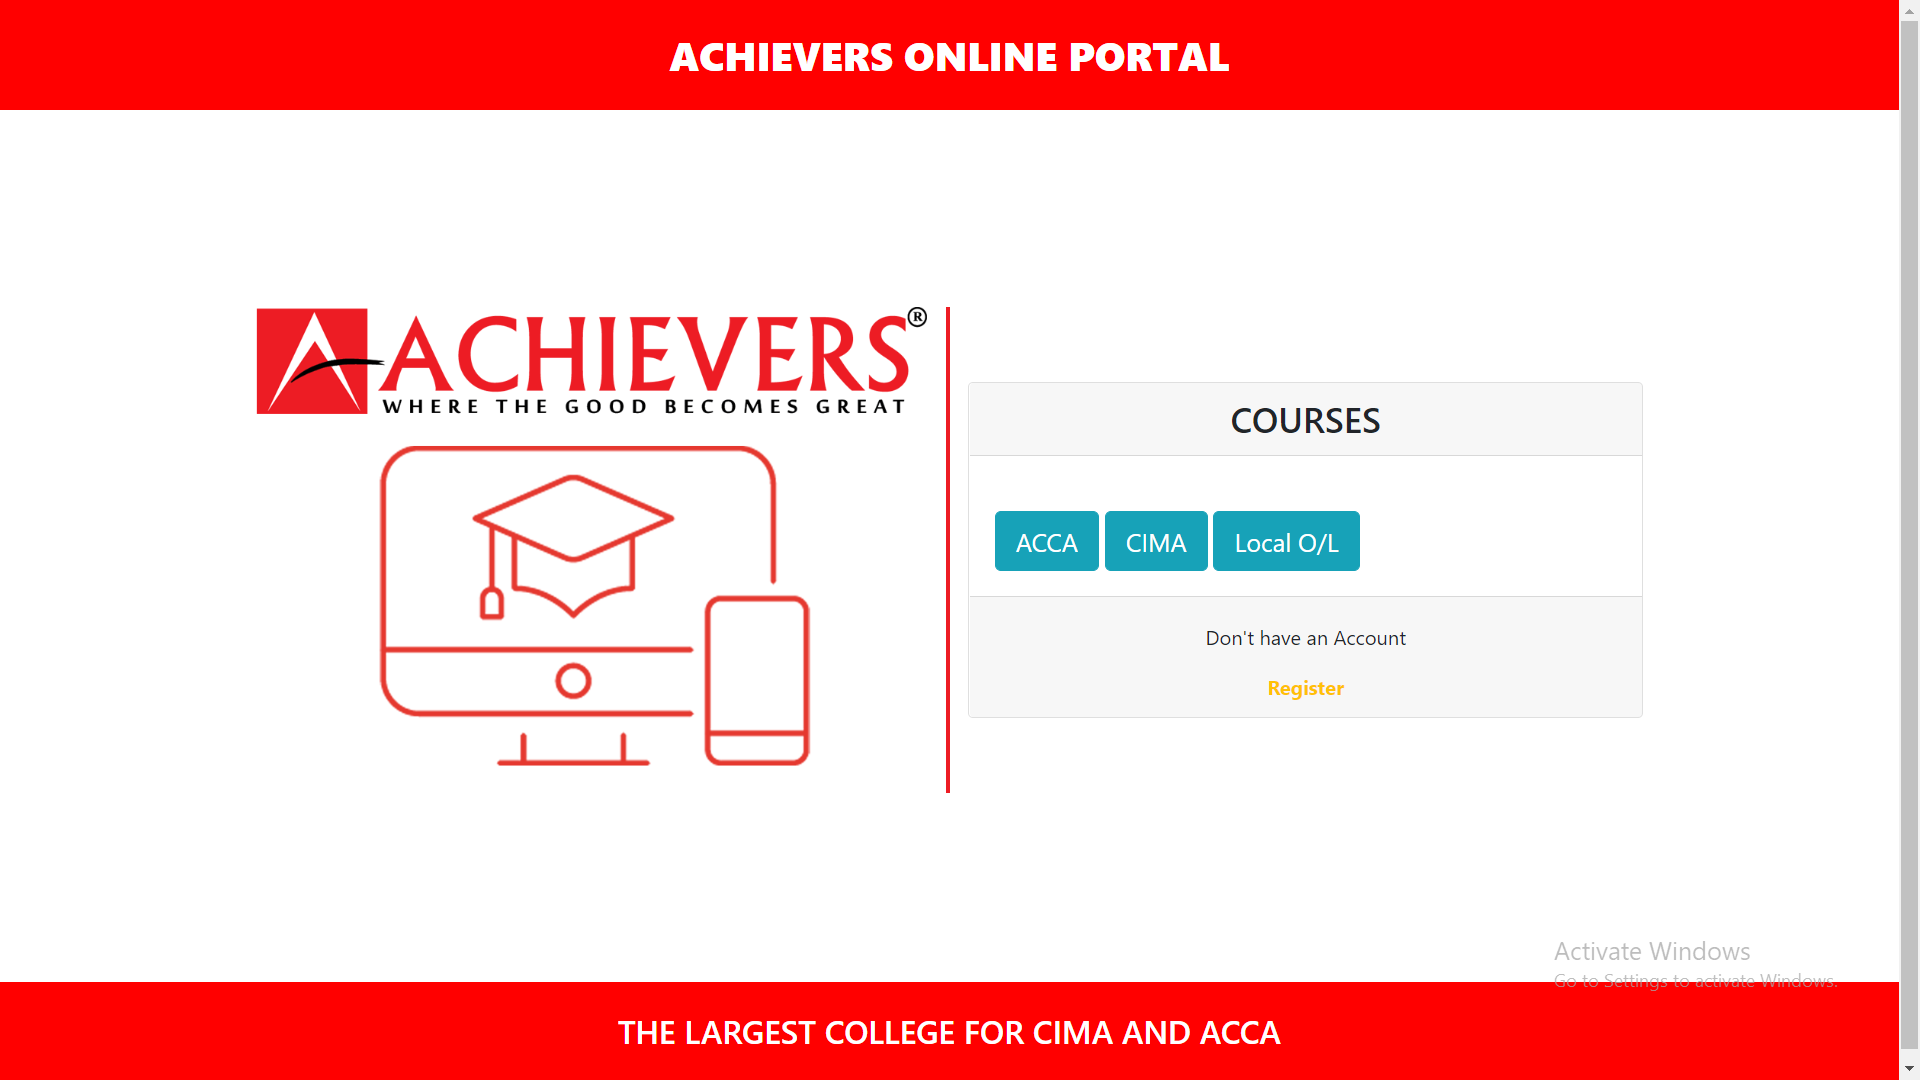 ACHIEVERS ONLINE PORTAL
ACHIEVERS®
WHERE THE GOOD BECOMES GREAT
COURSES
ACCA CIMA Local O/L
Don't have an Account
Register
Activate Windows
Go to Settings to activate Windows.
THE LARGEST COLLEGE FOR CIMA AND ACCA